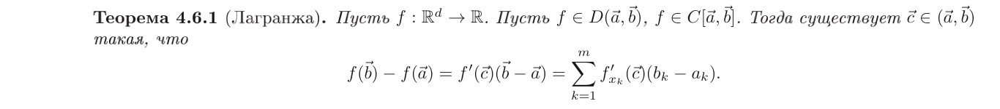 Теорема 4.6.1 (Лагранжа). Пусть $f : \mathbb{R}^d \to \mathbb{R}$. Пусть $f \in D(\vec{a}, \vec{b})$, $f \in C[\vec{a}, \vec{b}]$. Тогда существует $\vec{c} \in (\vec{a}, \vec{b})$
такая, что
$f(\vec{b}) - f(\vec{a}) = f'(\vec{c})(\vec{b} - \vec{a}) = \sum_{k=1}^{m} f'_{x_k}(\vec{c})(b_k - a_k).$